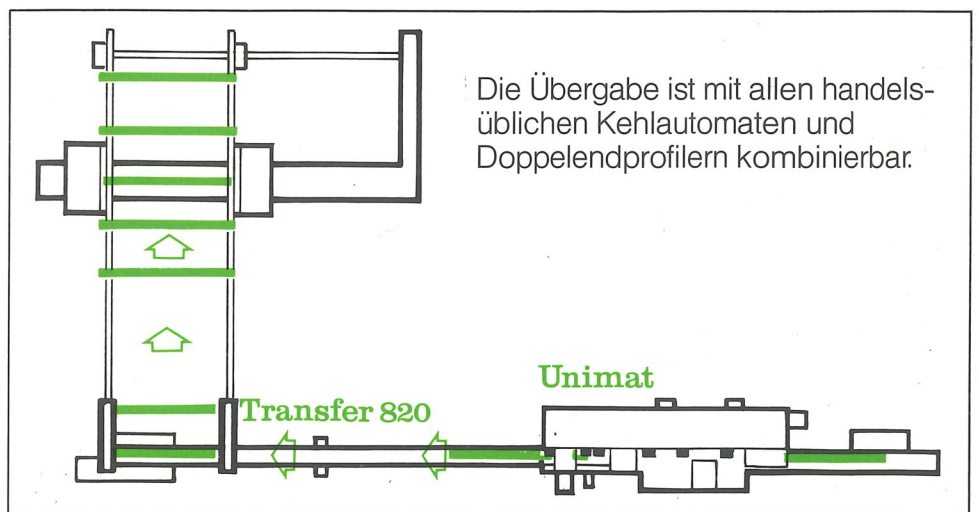 Die Übergabe ist mit allen handels-
üblichen Kehlautomaten und
Doppelendprofilern kombinierbar.
Unimat
Transfer 820